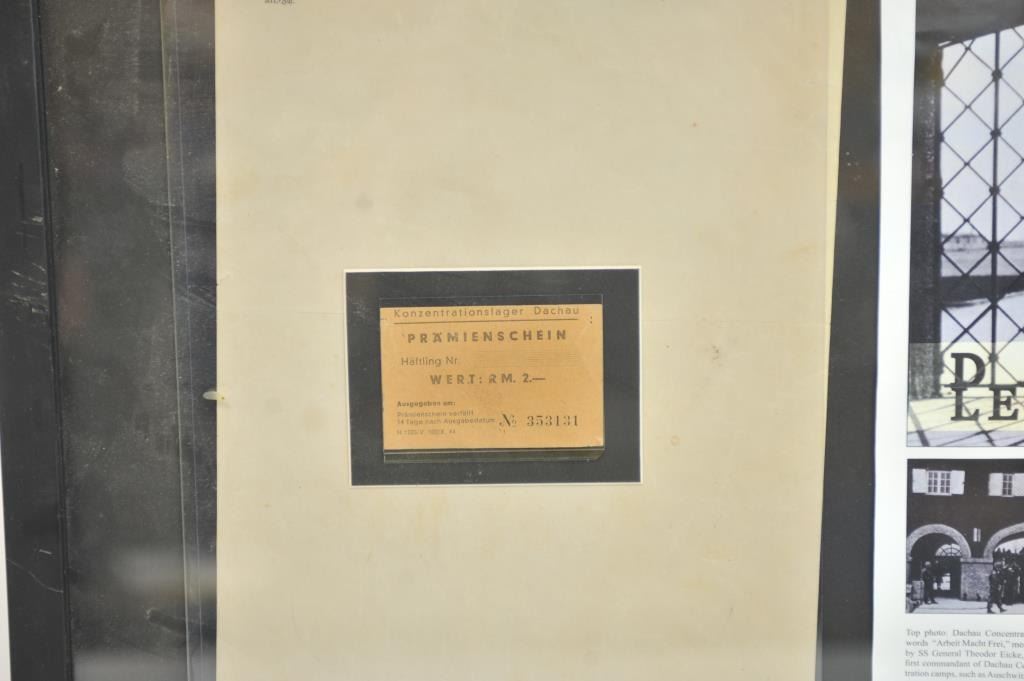 Konzentrationslager Dachau
PRÄMIENSCHEIN
Häftling Nr.
WERT: RM. 2.—
Ausgegeben am:
Prämienschein verfällt
14 Tage nach Ausgabedatum
№ 353131
D
LE
Top photo: Dachau Concentra
words "Arbeit Macht Frei," me
by SS General Theodor Eicke,
first commandant of Dachau C
tration camps, such as Auschwi